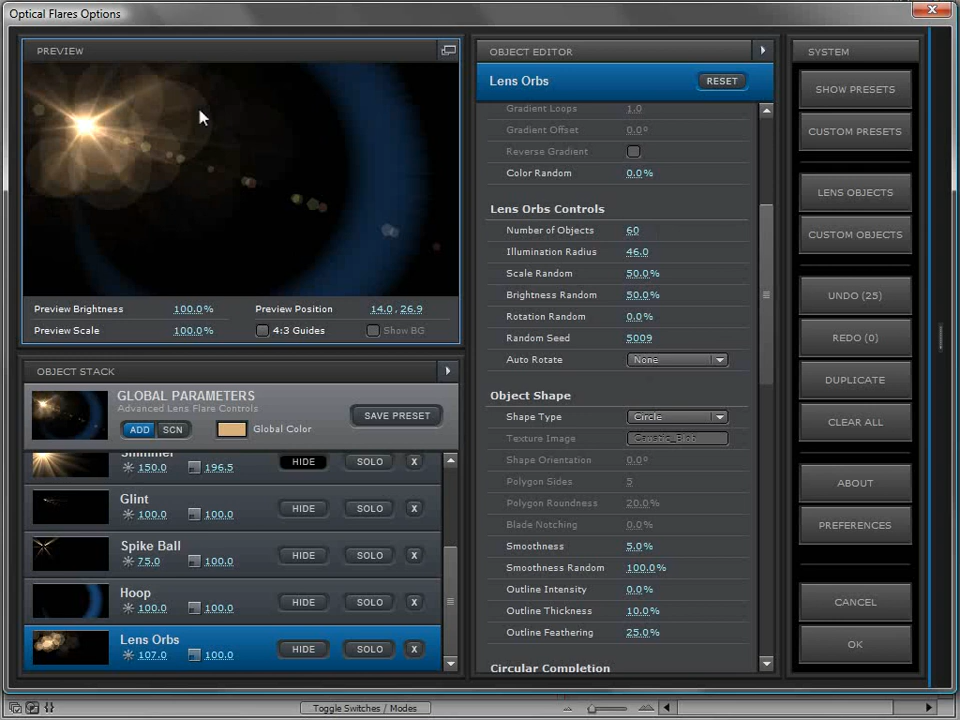 Optical Flares Options
PREVIEW
Preview Brightness 100.0% Preview Position 14.0 , 26.9
Preview Scale 100.0% 4:3 Guides Show BG
OBJECT STACK
GLOBAL PARAMETERS
Advanced Lens Flare Controls
SAVE PRESET
ADD SCN Global Color
Shimmer
150.0 196.5 HIDE SOLO X
Glint
100.0 100.0 HIDE SOLO X
Spike Ball
75.0 100.0 HIDE SOLO X
Hoop
100.0 100.0 HIDE SOLO X
Lens Orbs
107.0 100.0 HIDE SOLO X
OBJECT EDITOR
Lens Orbs RESET
Gradient Loops 1.0
Gradient Offset 0.0º
Reverse Gradient
Color Random 0.0%
Lens Orbs Controls
Number of Objects 60
Illumination Radius 46.0
Scale Random 50.0%
Brightness Random 50.0%
Rotation Random 0.0%
Random Seed 5009
Auto Rotate None
Object Shape
Shape Type Circle
Texture Image Caustic_Blob
Shape Orientation 0.0º
Polygon Sides 5
Polygon Roundness 20.0%
Blade Notching 0.0%
Smoothness 5.0%
Smoothness Random 100.0%
Outline Intensity 0.0%
Outline Thickness 10.0%
Outline Feathering 25.0%
Circular Completion
SYSTEM
SHOW PRESETS
CUSTOM PRESETS
LENS OBJECTS
CUSTOM OBJECTS
UNDO (25)
REDO (0)
DUPLICATE
CLEAR ALL
ABOUT
PREFERENCES
CANCEL
OK
Toggle Switches / Modes